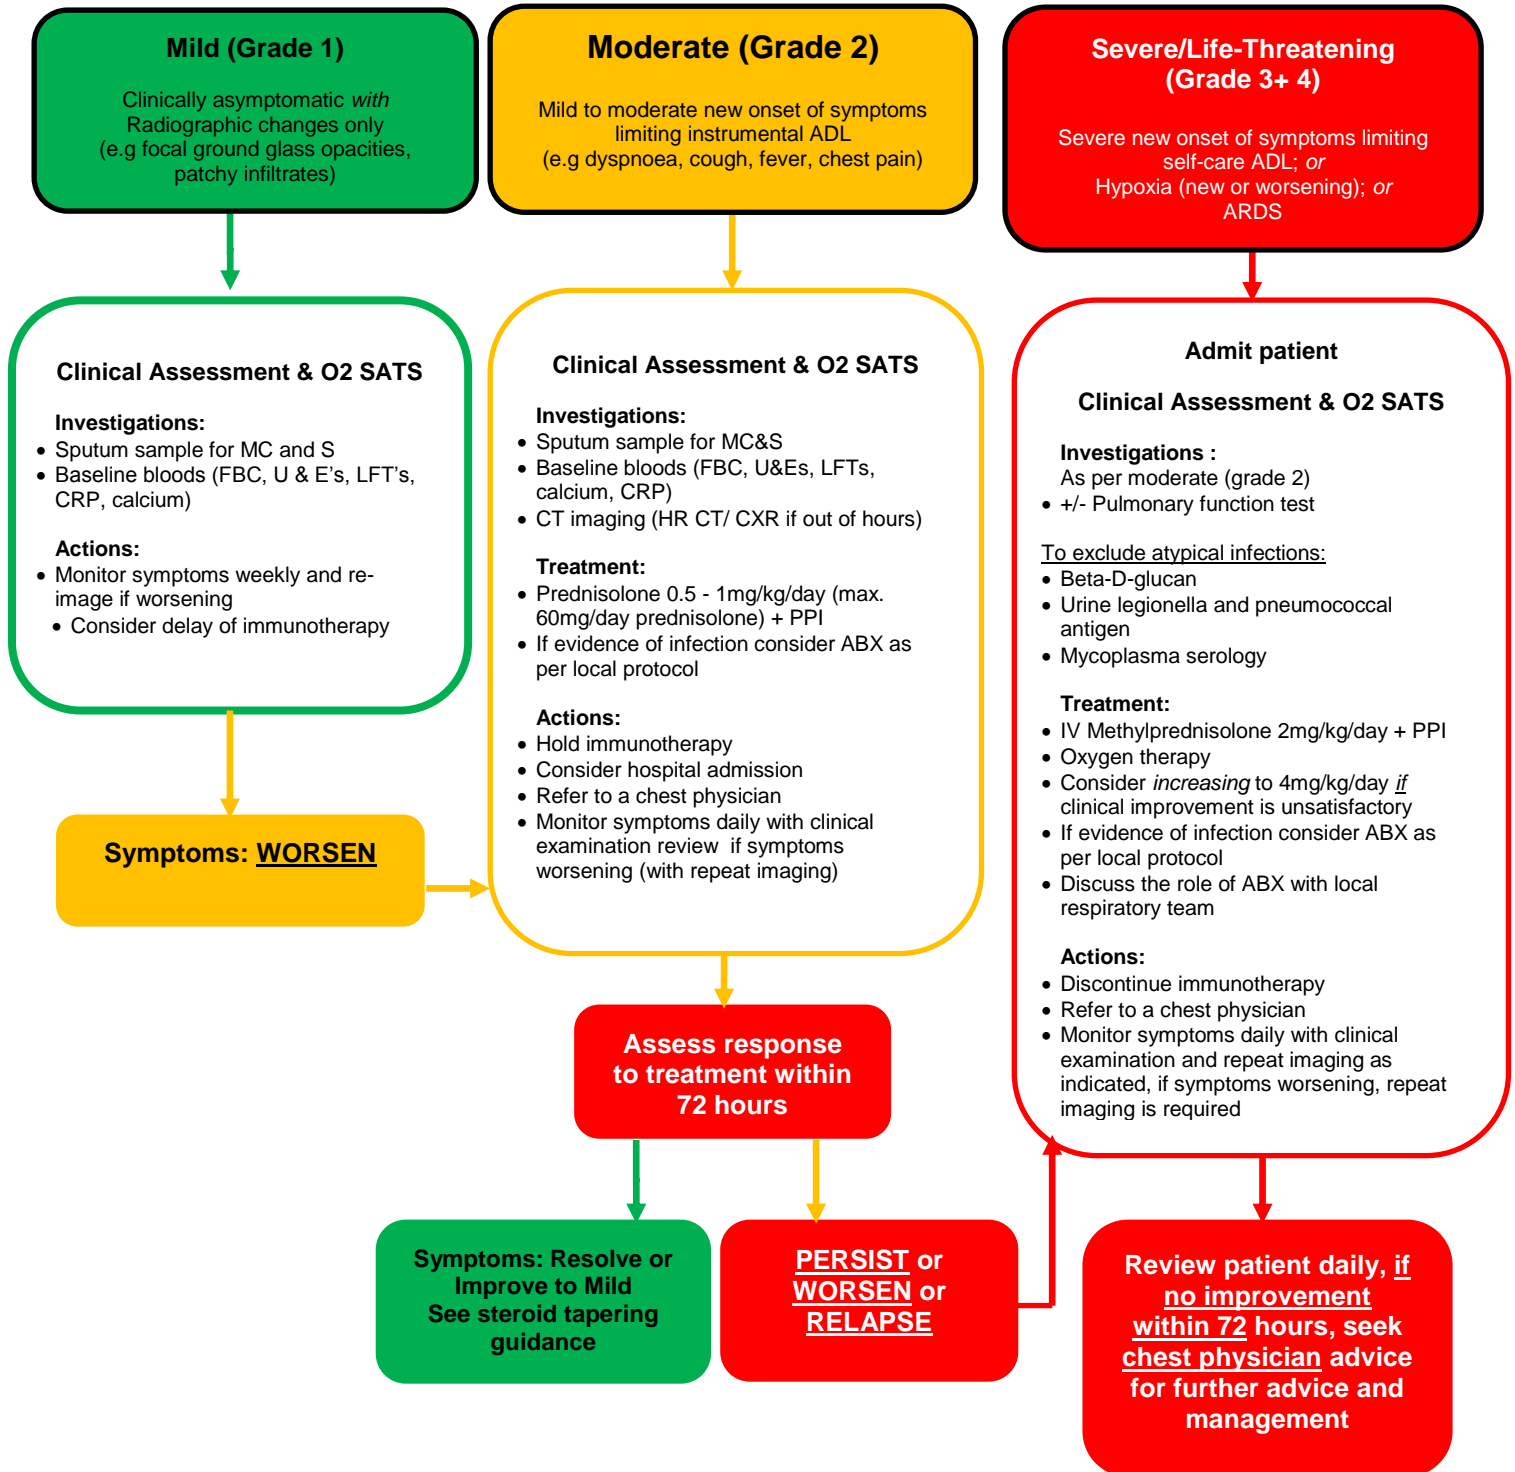 Mild (Grade 1)
Clinically asymptomatic with
Radiographic changes only
(e.g focal ground glass opacities,
patchy infiltrates)
Moderate (Grade 2)
Mild to moderate new onset of symptoms
limiting instrumental ADL
(e.g dyspnoea, cough, fever, chest pain)
Severe/Life-Threatening
(Grade 3+ 4)
Severe new onset of symptoms limiting
self-care ADL; or
Hypoxia (new or worsening); or
ARDS
Clinical Assessment & O2 SATS
Investigations:
• Sputum sample for MC and S
• Baseline bloods (FBC, U & E’s, LFT’s,
CRP, calcium)
Actions:
• Monitor symptoms weekly and re-
image if worsening
• Consider delay of immunotherapy
Symptoms: WORSEN
Clinical Assessment & O2 SATS
Investigations:
• Sputum sample for MC&S
• Baseline bloods (FBC, U&Es, LFTs,
calcium, CRP)
• CT imaging (HR CT/ CXR if out of hours)
Treatment:
• Prednisolone 0.5 - 1mg/kg/day (max.
60mg/day prednisolone) + PPI
• If evidence of infection consider ABX as
per local protocol
Actions:
• Hold immunotherapy
• Consider hospital admission
• Refer to a chest physician
• Monitor symptoms daily with clinical
examination review if symptoms
worsening (with repeat imaging)
Assess response
to treatment within
72 hours
Symptoms: Resolve or
Improve to Mild
See steroid tapering
guidance
PERSIST or
WORSEN or
RELAPSE
Admit patient
Clinical Assessment & O2 SATS
Investigations :
As per moderate (grade 2)
• +/- Pulmonary function test
To exclude atypical infections:
• Beta-D-glucan
• Urine legionella and pneumococcal
antigen
• Mycoplasma serology
Treatment:
• IV Methylprednisolone 2mg/kg/day + PPI
• Oxygen therapy
• Consider increasing to 4mg/kg/day if
clinical improvement is unsatisfactory
• If evidence of infection consider ABX as
per local protocol
• Discuss the role of ABX with local
respiratory team
Actions:
• Discontinue immunotherapy
• Refer to a chest physician
• Monitor symptoms daily with clinical
examination and repeat imaging as
indicated, if symptoms worsening, repeat
imaging is required
Review patient daily, if
no improvement
within 72 hours, seek
chest physician advice
for further advice and
management